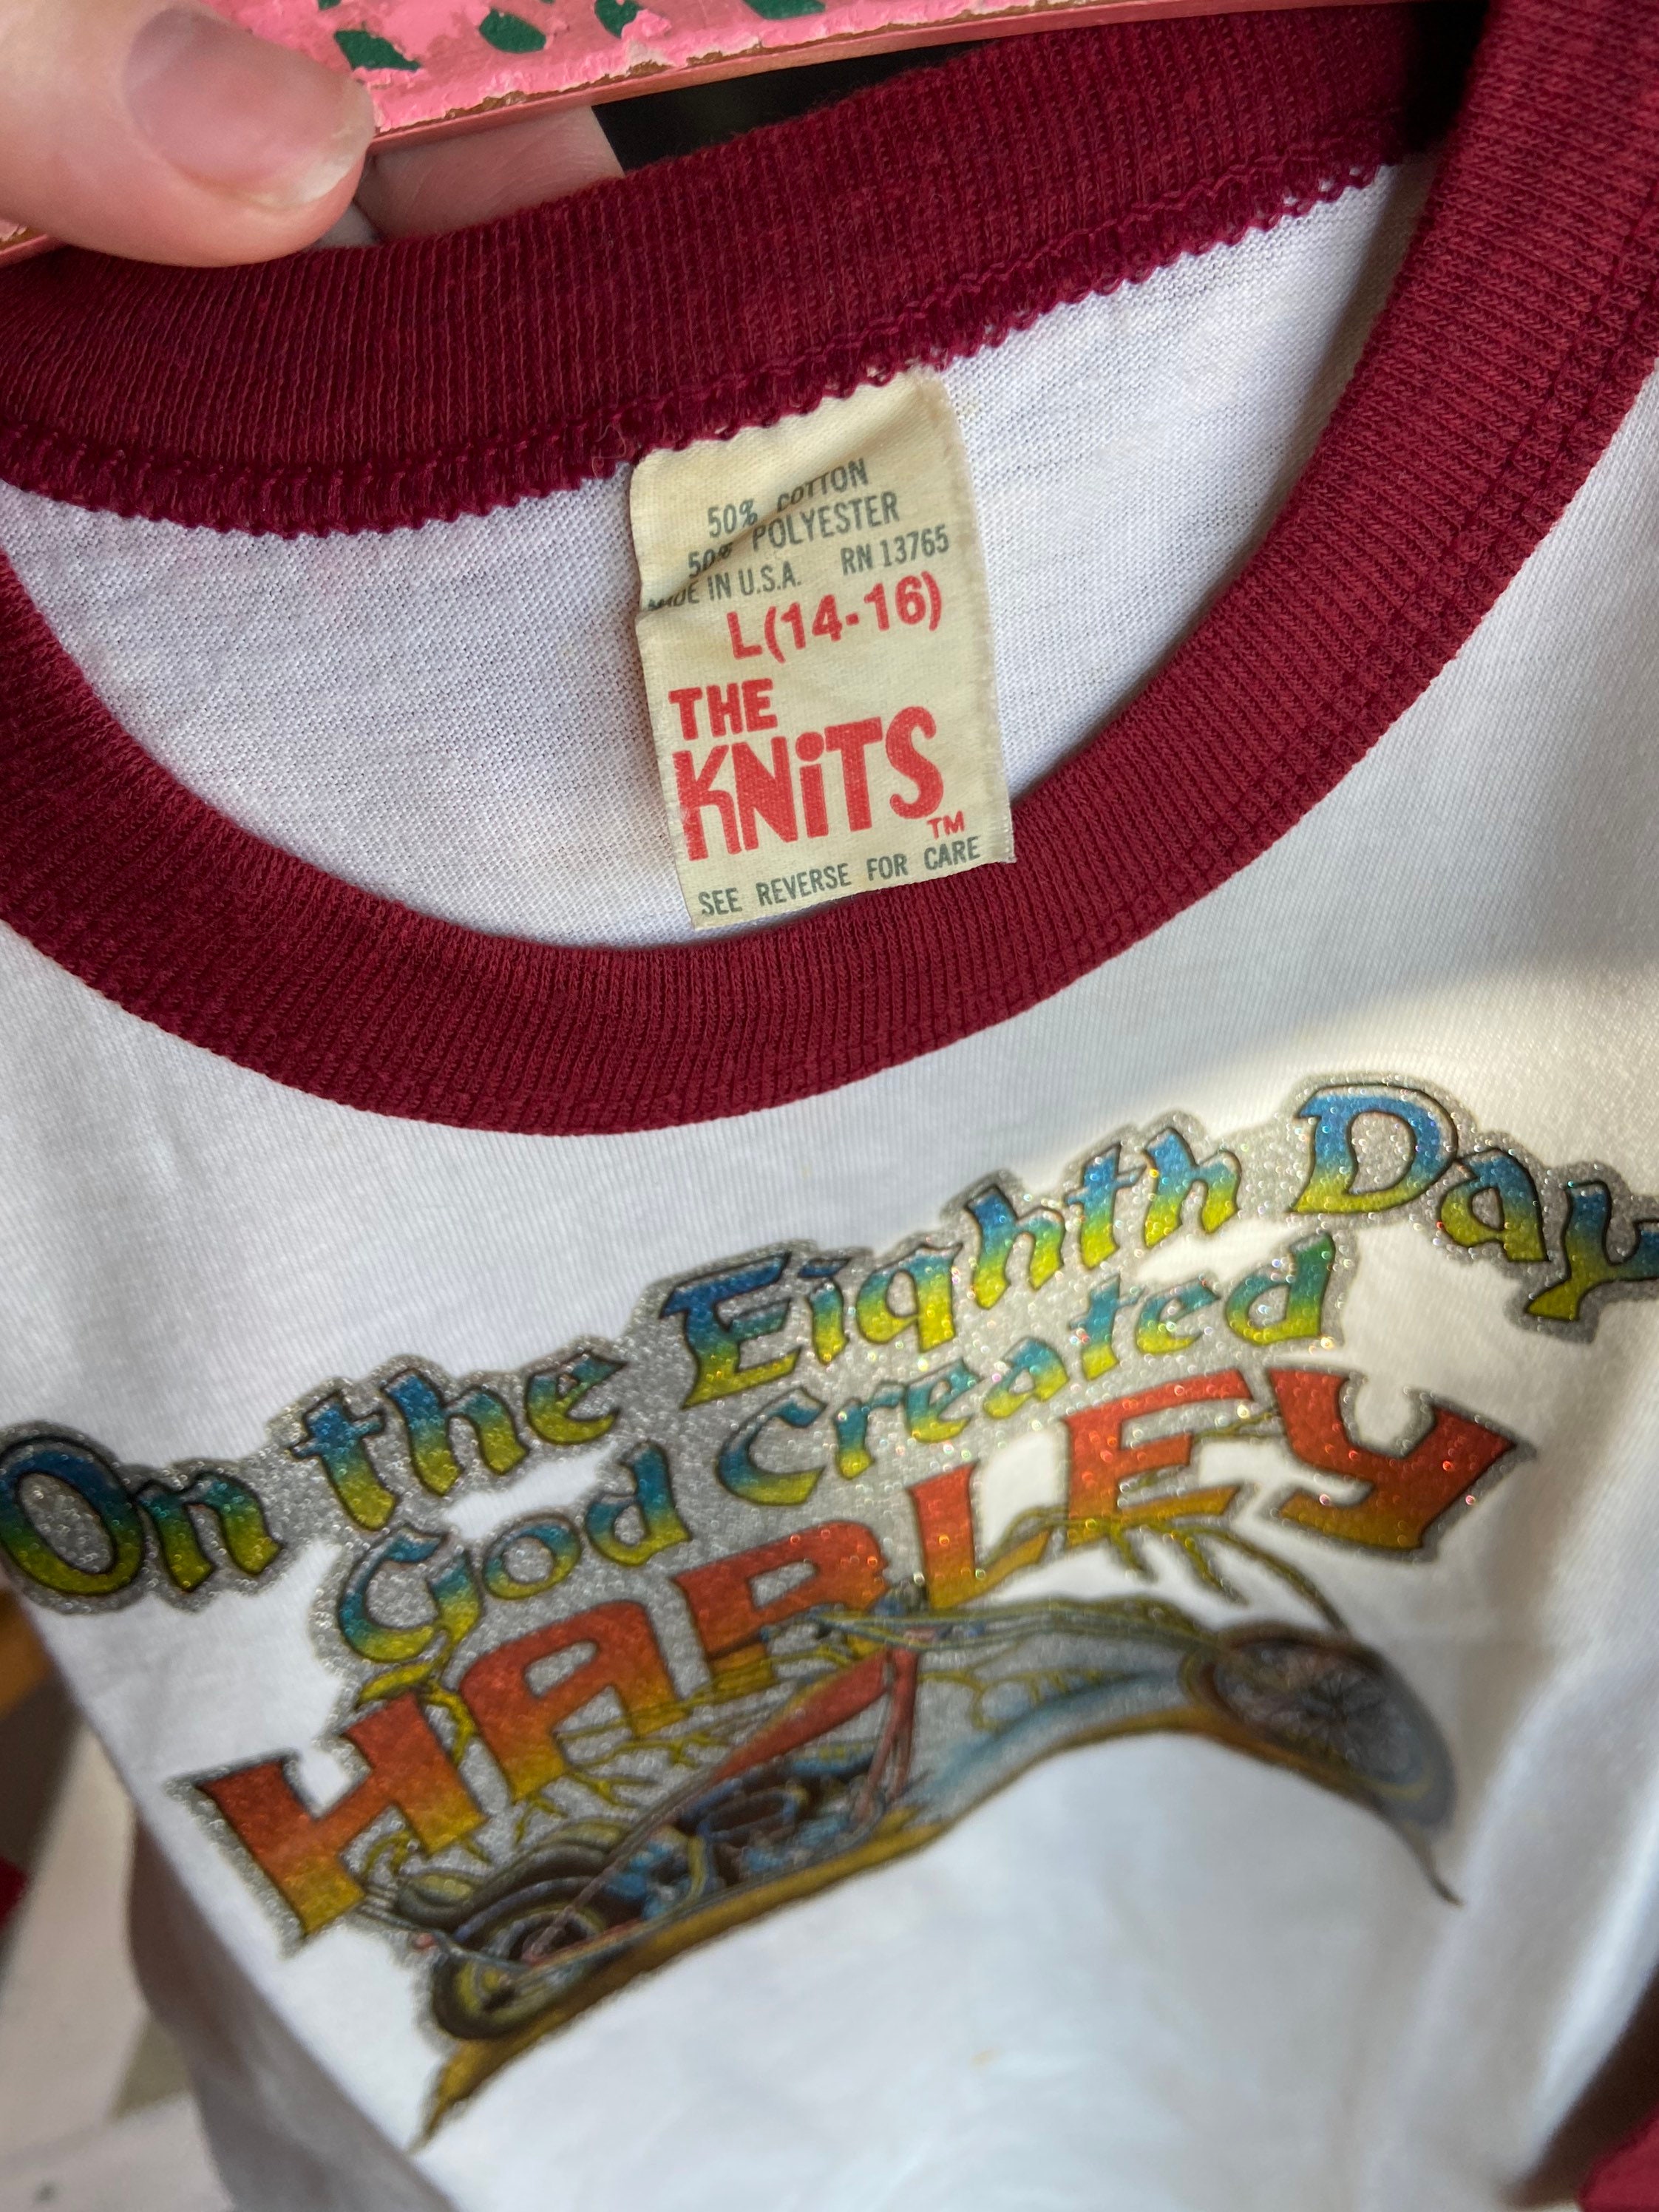 50% COTTON
50% POLYESTER
MADE IN U.S.A. RN 13765
L(14-16)
THE
KNiTS
TM
SEE REVERSE FOR CARE
On the Eighth Day
God Created
HARLEY